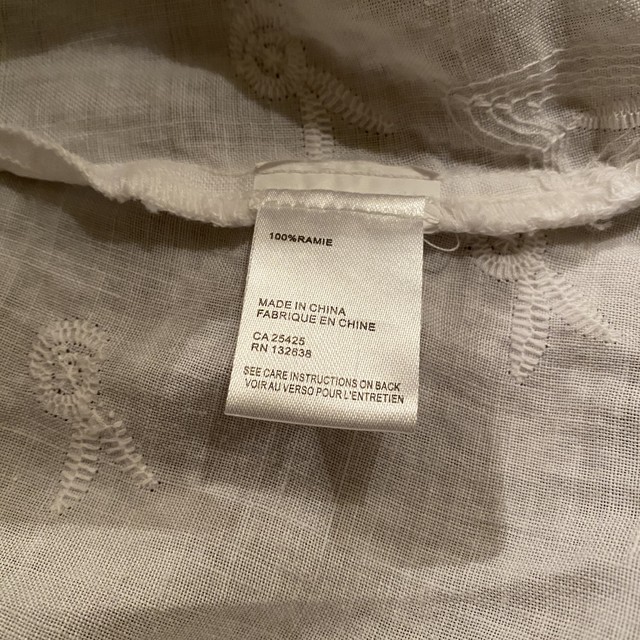 100%RAMIE
MADE IN CHINA
FABRIQUE EN CHINE
CA 25425
RN 132638
SEE CARE INSTRUCTIONS ON BACK
VOIR AU VERSO POUR L'ENTRETIEN